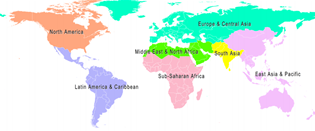 Europe & Central Asia
North America
Middle East & North Africa
South Asia
East Asia & Pacific
Sub-Saharan Africa
Latin America & Caribbean